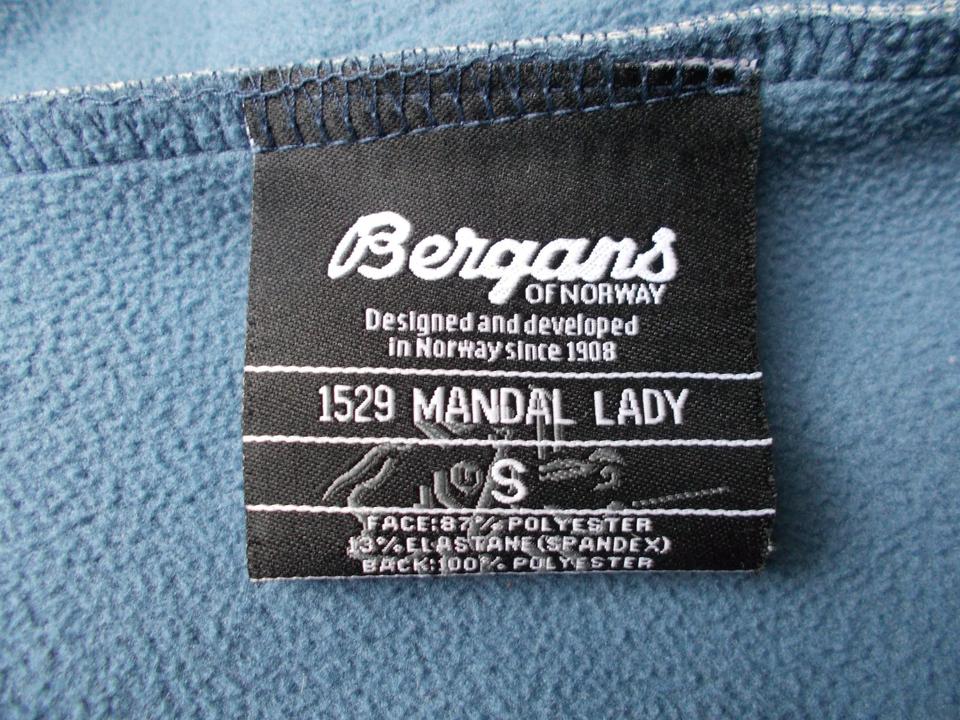 Bergans
OF NORWAY
Designed and developed
in Norway since 1908
1529 MANDAL LADY
S
FACE:87% POLYESTER
13% ELASTANE (SPANDEX)
BACK:100% POLYESTER